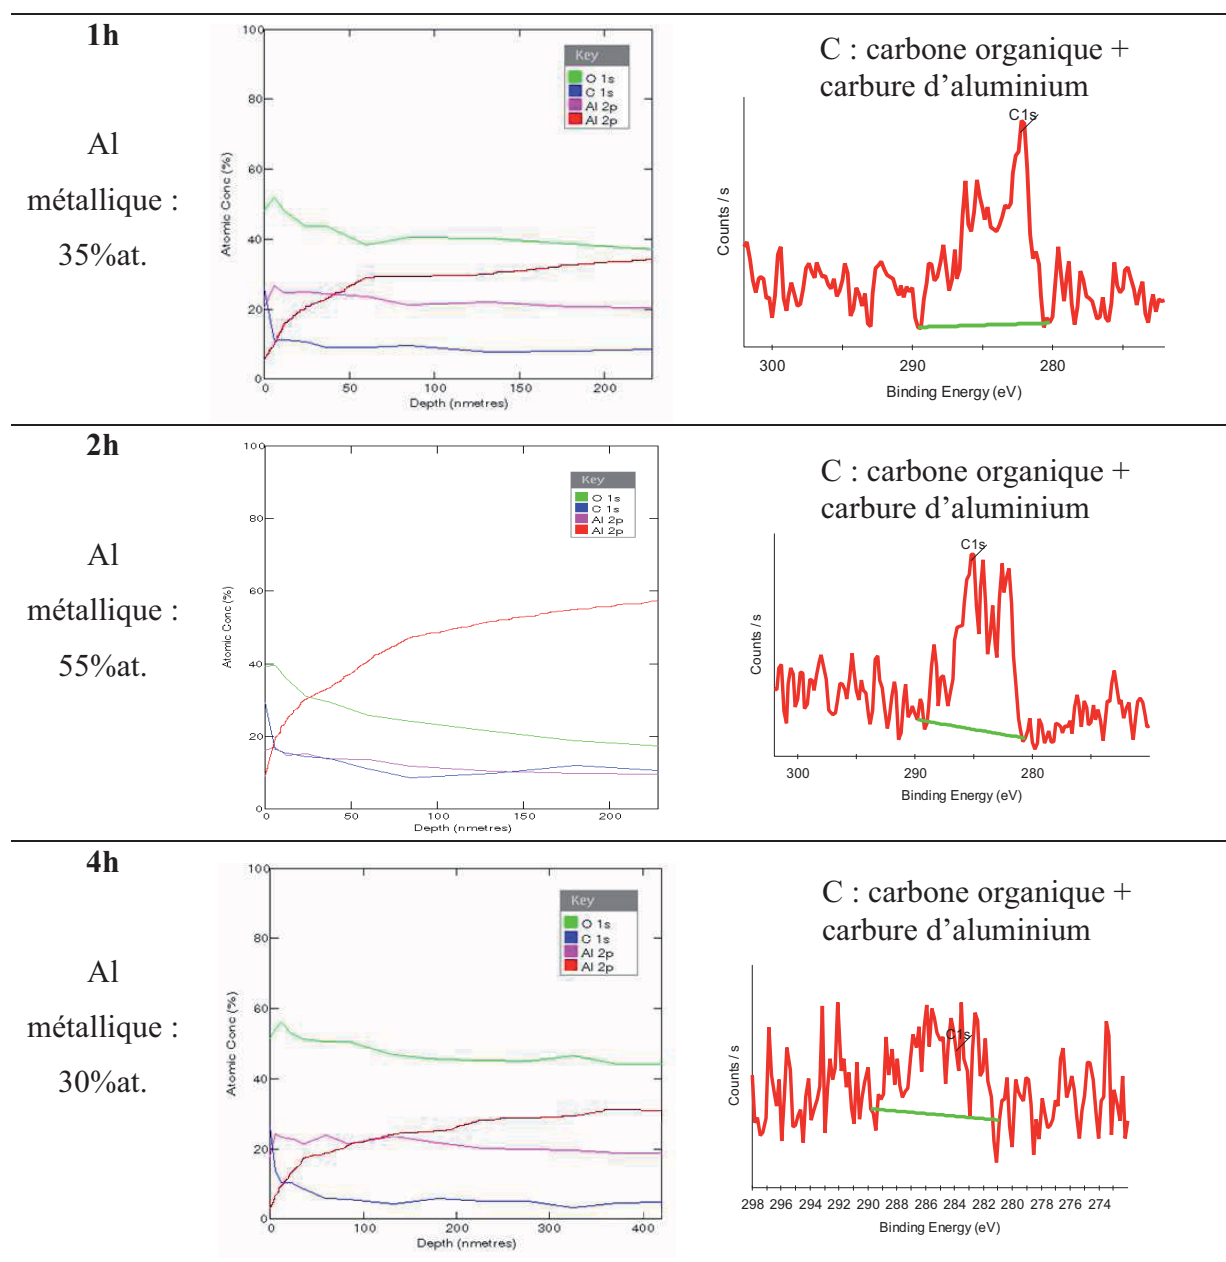 1h
Al
métallique :
35%at.
100
80
60
40
20
0
Atomic Conc (%)
Key
O 1s
C 1s
Al 2p
Al 2p
0 50 100 150 200
Depth (nmetres)
C : carbone organique +
carbure d’aluminium
C1s
Counts / s
300 290 280
Binding Energy (eV)
2h
Al
métallique :
55%at.
100
80
60
40
20
0
Atomic Conc (%)
Key
O 1s
C 1s
Al 2p
Al 2p
0 50 100 150 200
Depth (nmetres)
C : carbone organique +
carbure d’aluminium
C1s
Counts / s
300 290 280
Binding Energy (eV)
4h
Al
métallique :
30%at.
100
80
60
40
20
0
Atomic Conc (%)
Key
O 1s
C 1s
Al 2p
Al 2p
0 100 200 300 400
Depth (nmetres)
C : carbone organique +
carbure d’aluminium
C1s
Counts / s
298 296 294 292 290 288 286 284 282 280 278 276 274
Binding Energy (eV)